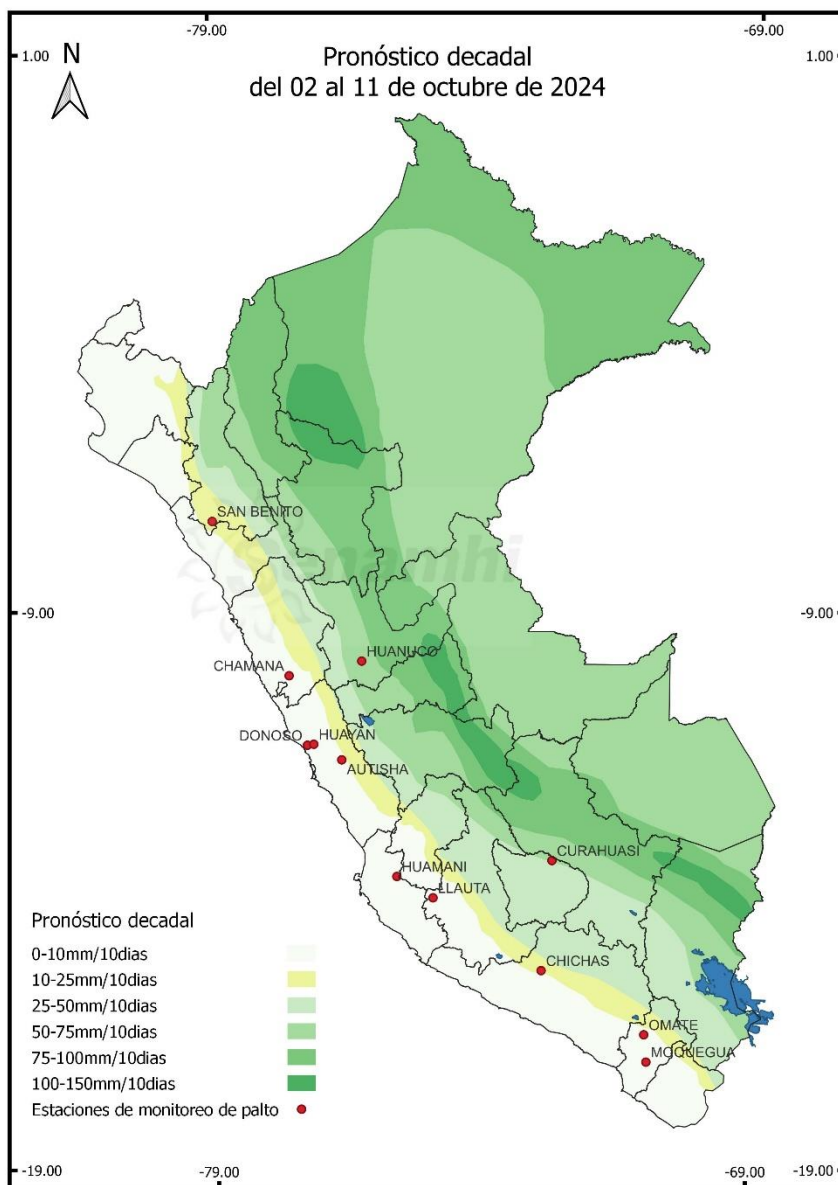 -79.00
-69.00
1.00
1.00
N
Pronóstico decadal
del 02 al 11 de octubre de 2024
SAN BENITO
Senamhi
-9.00
-9.00
HUANUCO
CHAMANA
DONOSO
HUAYAN
AUTISHA
CURAHUASI
HUAMANI
LLAUTA
CHICHAS
OMATE
MOQUEGUA
Pronóstico decadal
0-10mm/10dias
10-25mm/10dias
25-50mm/10dias
50-75mm/10dias
75-100mm/10dias
100-150mm/10dias
Estaciones de monitoreo de palto
-19.00
-19.00
-79.00
-69.00